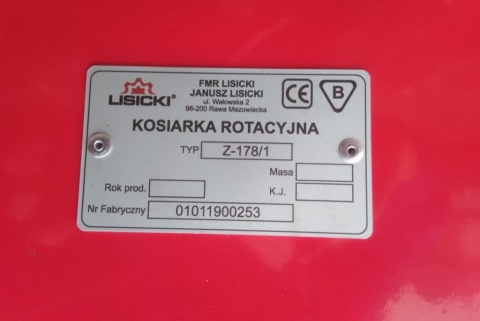 LISICKI®
FMR LISICKI
JANUSZ LISICKI
ul. Wałowska 2
96-200 Rawa Mazowiecka
CE
B
KOSIARKA ROTACYJNA
TYP Z-178/1
Masa
Rok prod.
K.J.
Nr Fabryczny 01011900253